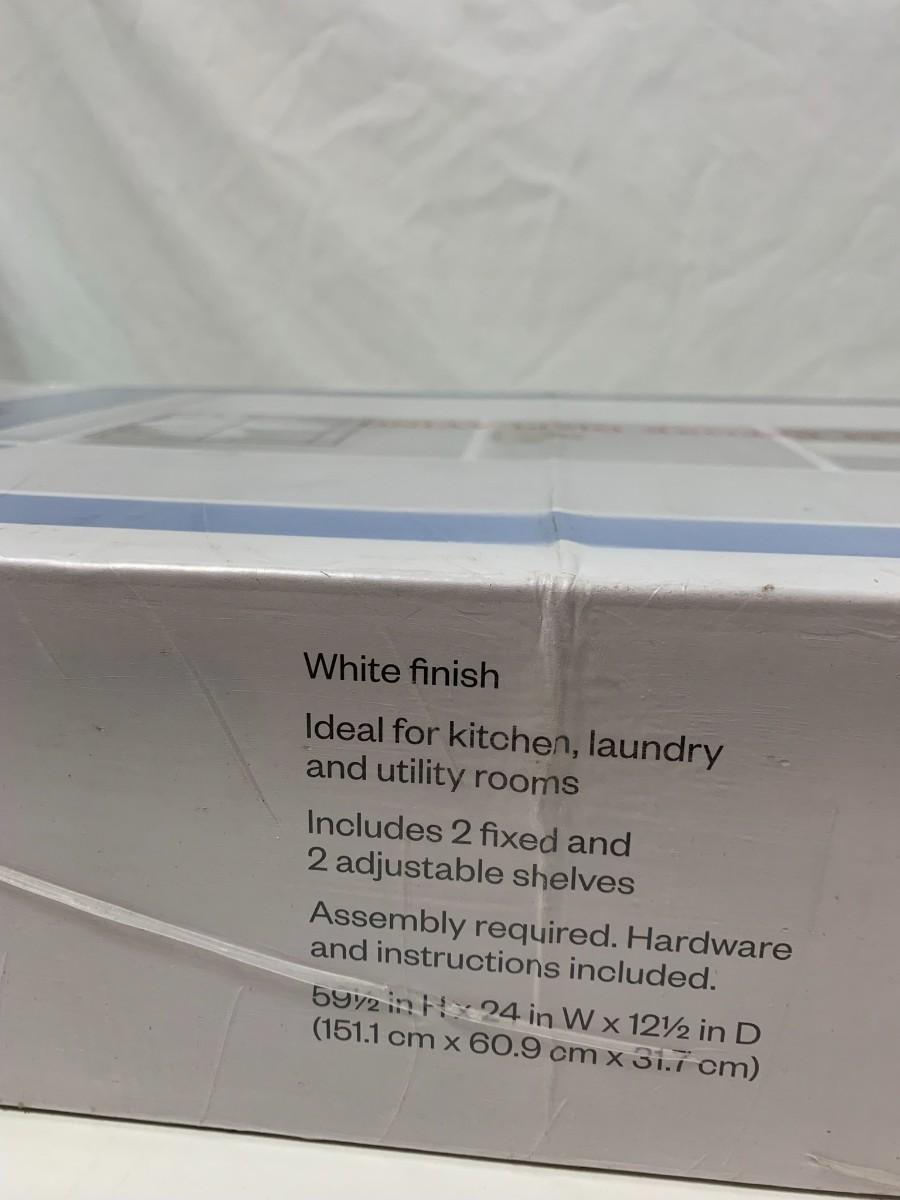 White finish
Ideal for kitchen, laundry
and utility rooms
Includes 2 fixed and
2 adjustable shelves
Assembly required. Hardware
and instructions included.
59½ in H x 24 in W x 12½ in D
(151.1 cm x 60.9 cm x 31.7 cm)